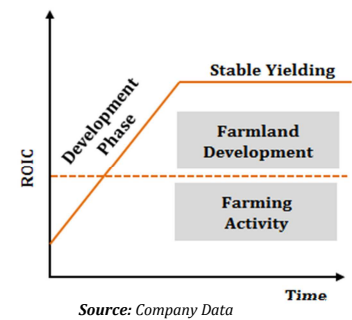 Stable Yielding
Development
Phase
Farmland
Development
ROIC
Farming
Activity
Time
Source: Company Data